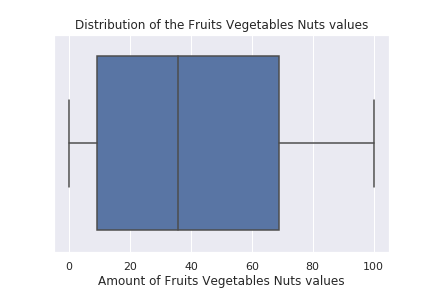 Distribution of the Fruits Vegetables Nuts values
0 20 40 60 80 100
Amount of Fruits Vegetables Nuts values